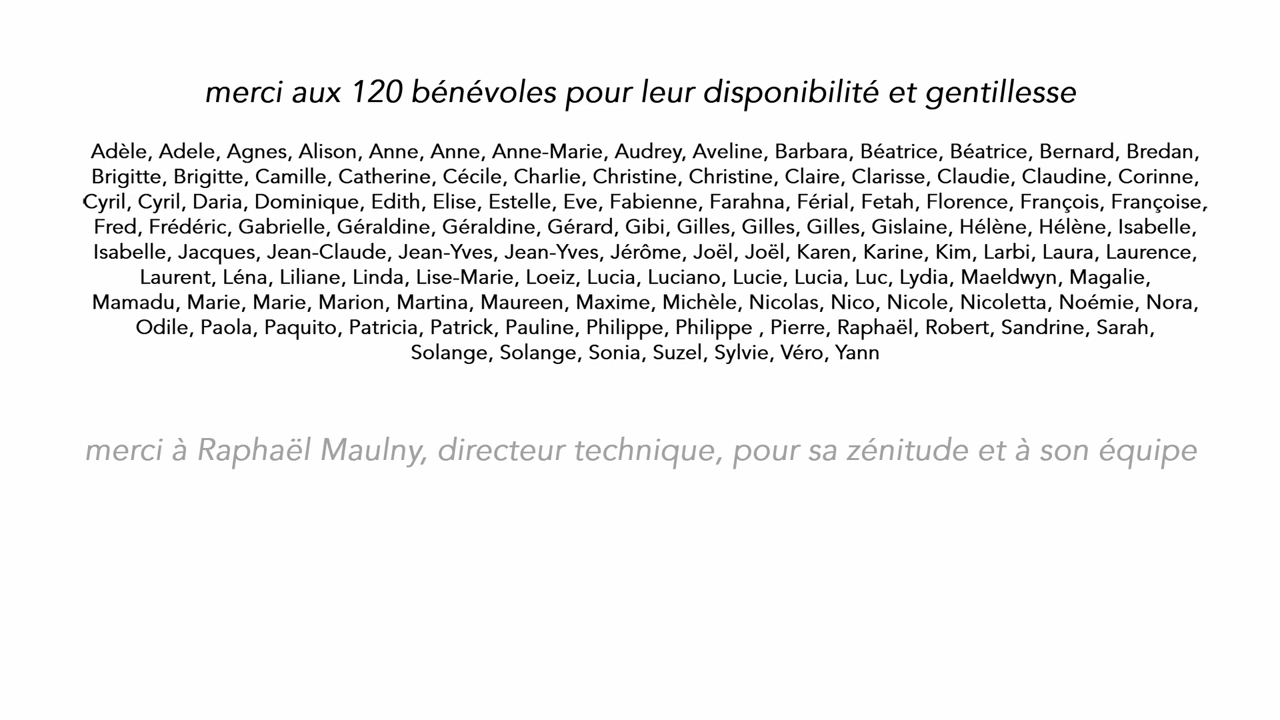 merci aux 120 bénévoles pour leur disponibilité et gentillesse
Adèle, Adele, Agnes, Alison, Anne, Anne, Anne-Marie, Audrey, Aveline, Barbara, Béatrice, Béatrice, Bernard, Bredan,
Brigitte, Brigitte, Camille, Catherine, Cécile, Charlie, Christine, Christine, Claire, Clarisse, Claudie, Claudine, Corinne,
Cyril, Cyril, Daria, Dominique, Edith, Elise, Estelle, Eve, Fabienne, Farahna, Férial, Fetah, Florence, François, Françoise,
Fred, Frédéric, Gabrielle, Géraldine, Géraldine, Gérard, Gibi, Gilles, Gilles, Gilles, Gislaine, Hélène, Hélène, Isabelle,
Isabelle, Jacques, Jean-Claude, Jean-Yves, Jean-Yves, Jérôme, Joël, Joël, Karen, Karine, Kim, Larbi, Laura, Laurence,
Laurent, Léna, Liliane, Linda, Lise-Marie, Loeiz, Lucia, Luciano, Lucie, Lucia, Luc, Lydia, Maeldwyn, Magalie,
Mamadu, Marie, Marie, Marion, Martina, Maureen, Maxime, Michèle, Nicolas, Nico, Nicole, Nicoletta, Noémie, Nora,
Odile, Paola, Paquito, Patricia, Patrick, Pauline, Philippe, Philippe , Pierre, Raphaël, Robert, Sandrine, Sarah,
Solange, Solange, Sonia, Suzel, Sylvie, Véro, Yann
merci à Raphaël Maulny, directeur technique, pour sa zénitude et à son équipe